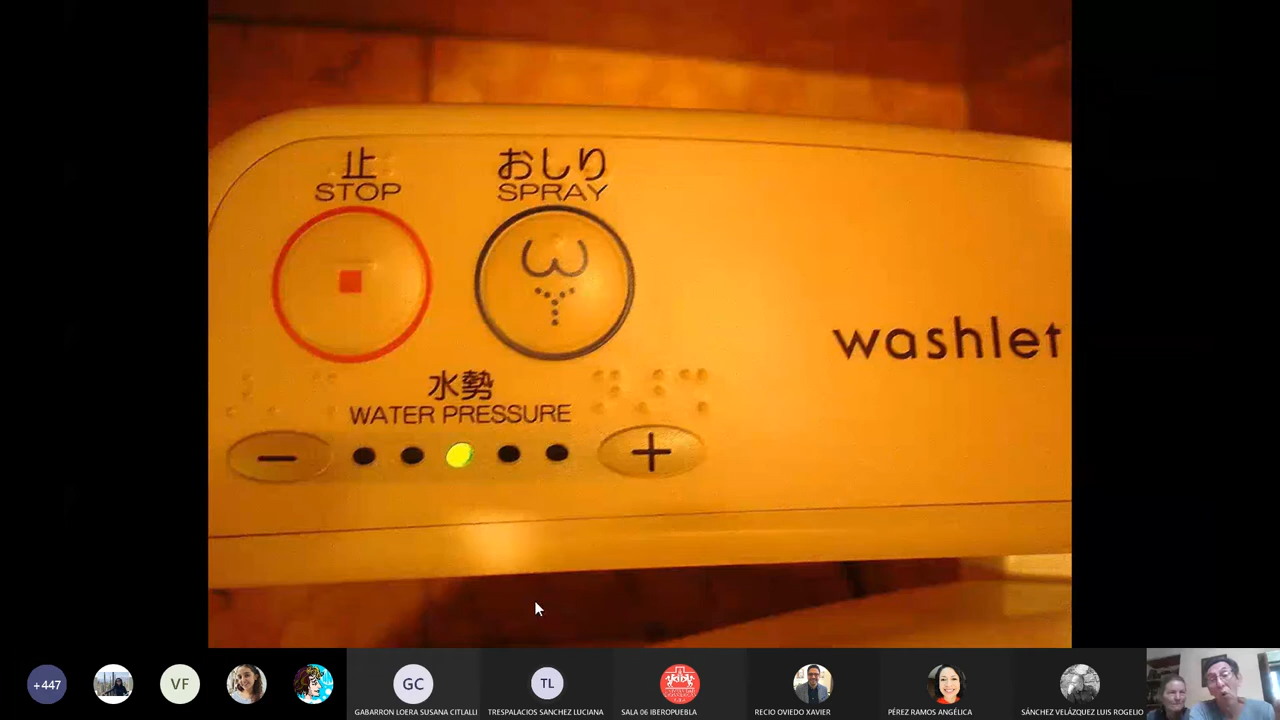 止
STOP
おしり
SPRAY
washlet
水勢
WATER PRESSURE
+447
VF
GC
GABARRON LOERA SUSANA CITLALLI
TL
TRESPALACIOS SANCHEZ LUCIANA
SALA 06 IBEROPUEBLA
RECIO OVIEDO XAVIER
PÉREZ RAMOS ANGÉLICA
SÁNCHEZ VELÁZQUEZ LUIS ROGELIO